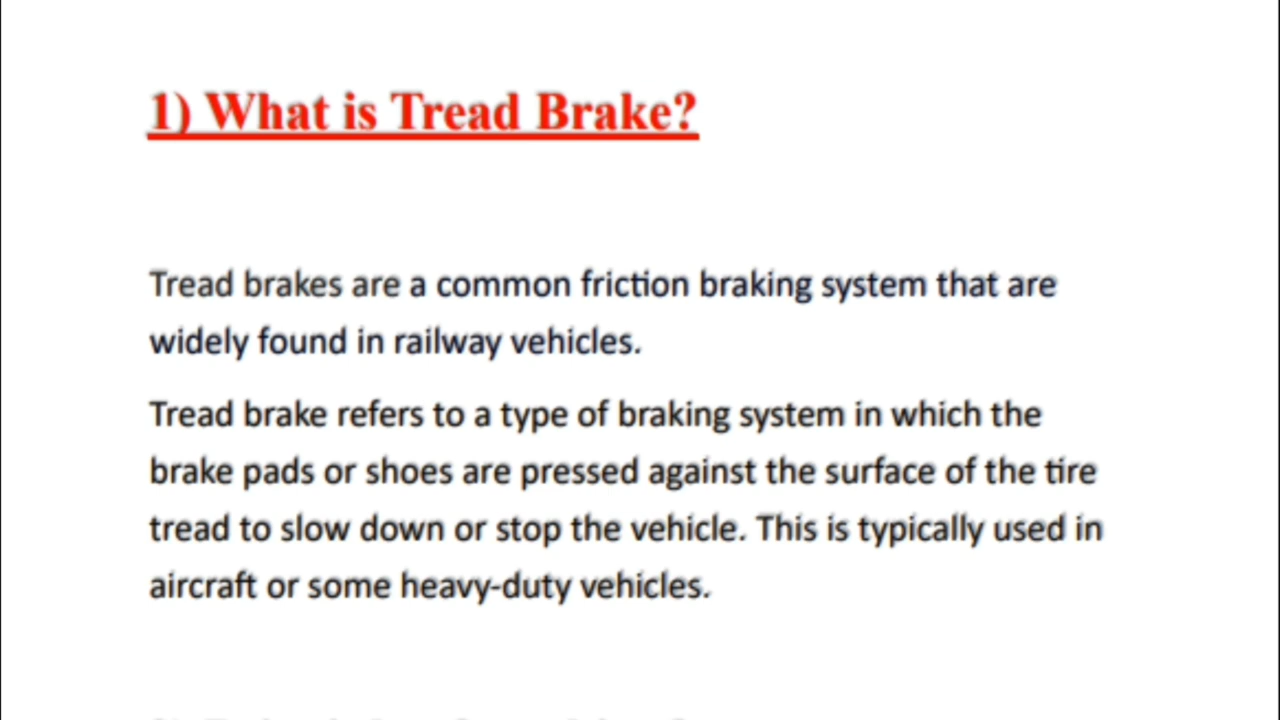 1) What is Tread Brake?
Tread brakes are a common friction braking system that are
widely found in railway vehicles.
Tread brake refers to a type of braking system in which the
brake pads or shoes are pressed against the surface of the tire
tread to slow down or stop the vehicle. This is typically used in
aircraft or some heavy-duty vehicles.